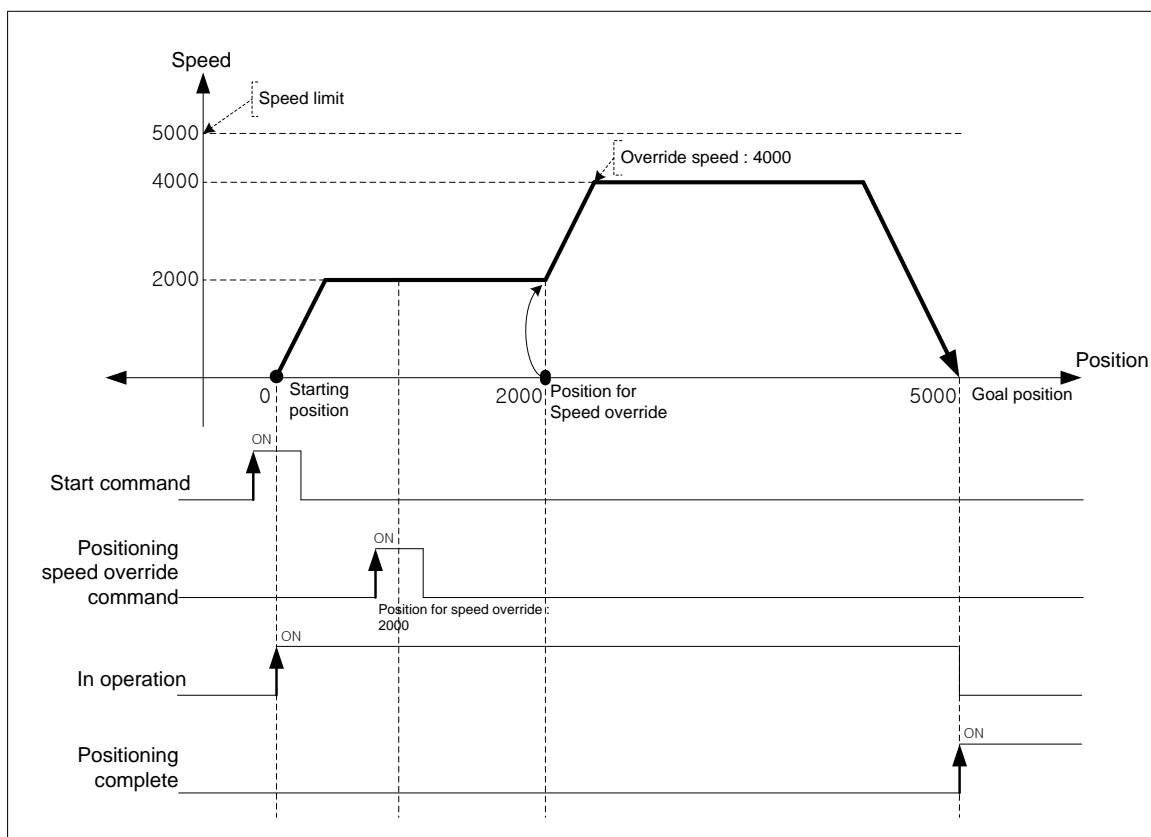 Speed
Speed limit
5000
Override speed : 4000
4000
2000
Position
0
Starting
position
2000
Position for
Speed override
5000
Goal position
ON
Start command
ON
Positioning
speed override
command
Position for speed override :
2000
ON
In operation
ON
Positioning
complete